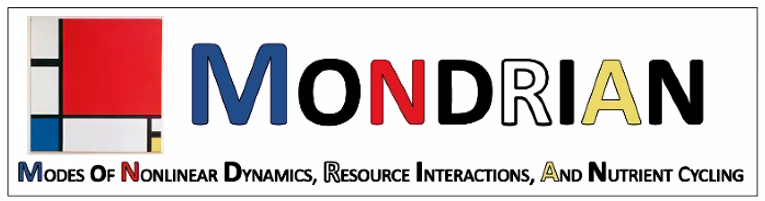 MONDRIAN
MODES OF NONLINEAR DYNAMICS, RESOURCE INTERACTIONS, AND NUTRIENT CYCLING